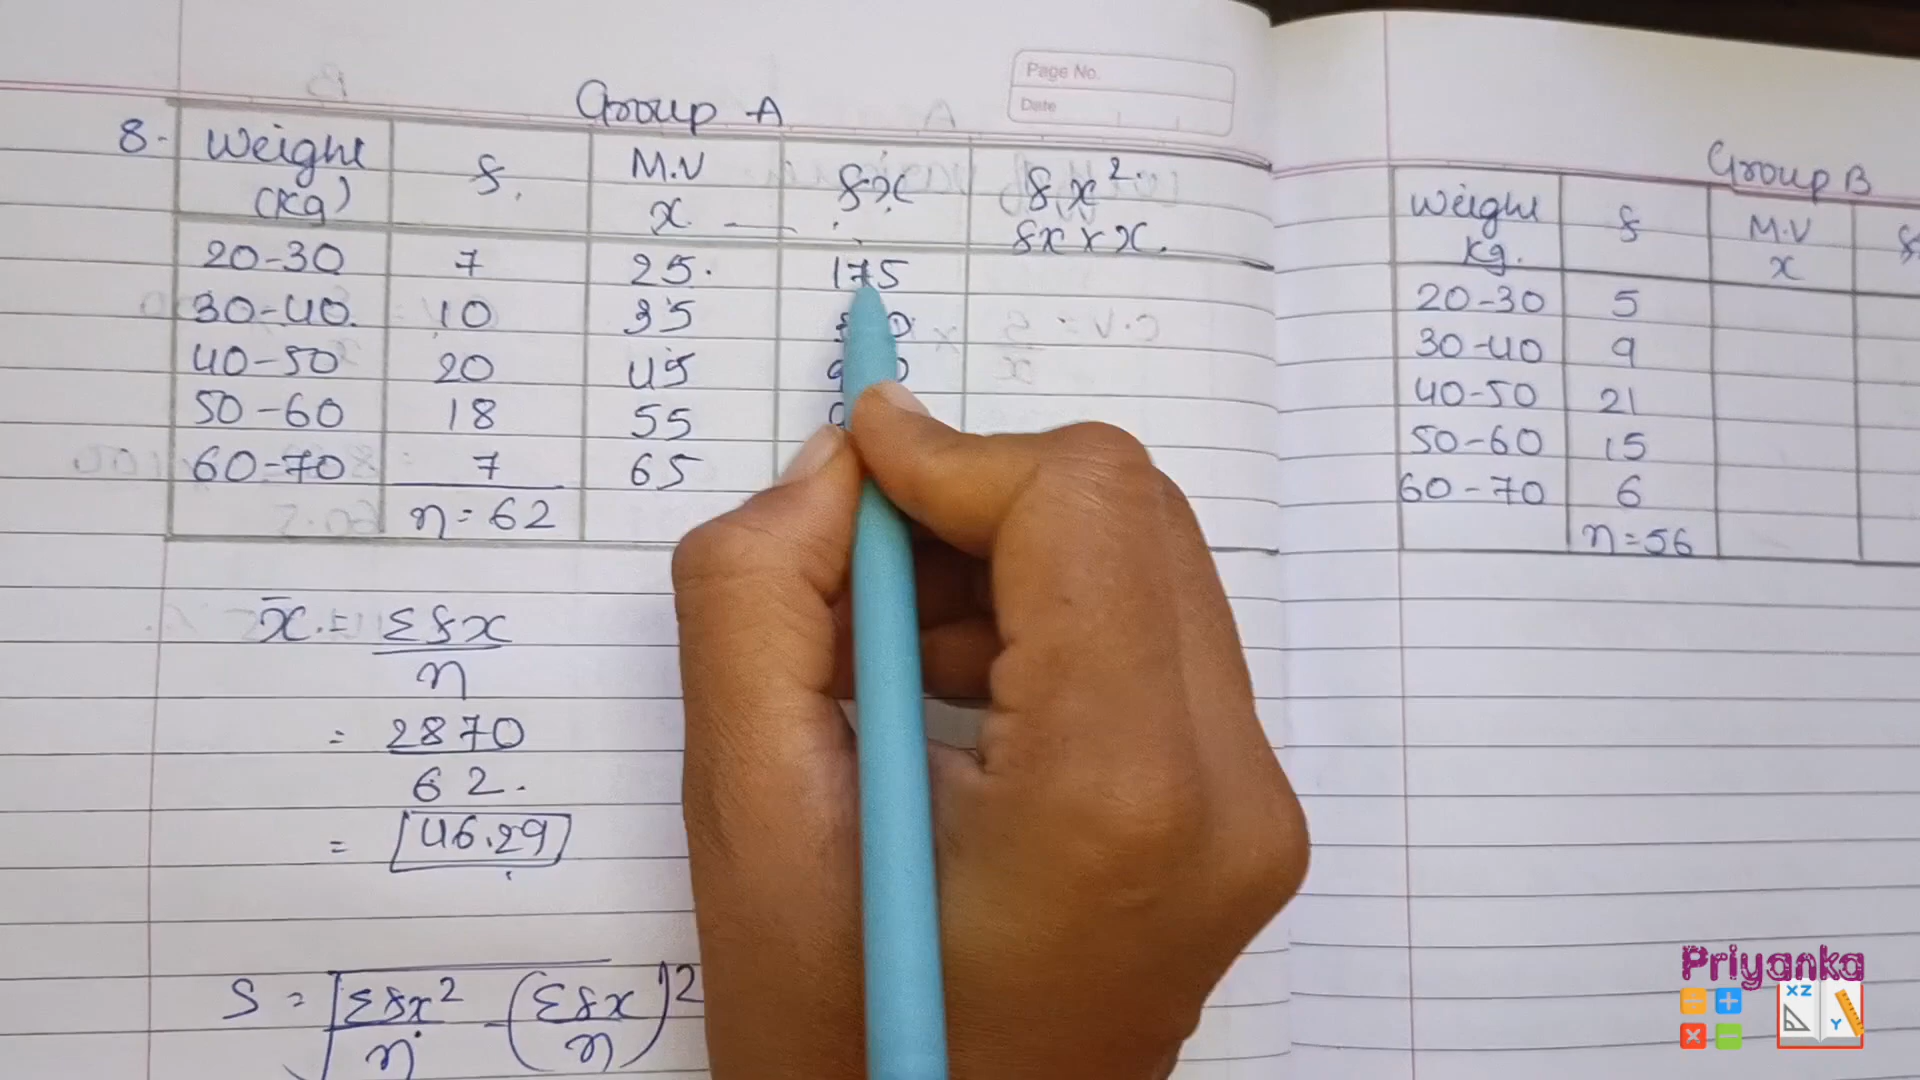 Page No.
Date
Group A
8. Weight (kg) f. M.V x fx fx². fx x x.
20-30 7 25. 175
30-40. 10 35
40-50 20 45
50-60 18 55
60-70 7 65
n = 62
x̄ = Σfx / n
= 2870 / 62.
= 46.29
S = √ Σfx² / n - (Σfx / n)²
Group B
Weight kg. f M.V x
20-30 5
30-40 9
40-50 21
50-60 15
60-70 6
n = 56
Priyanka
XZ
Y